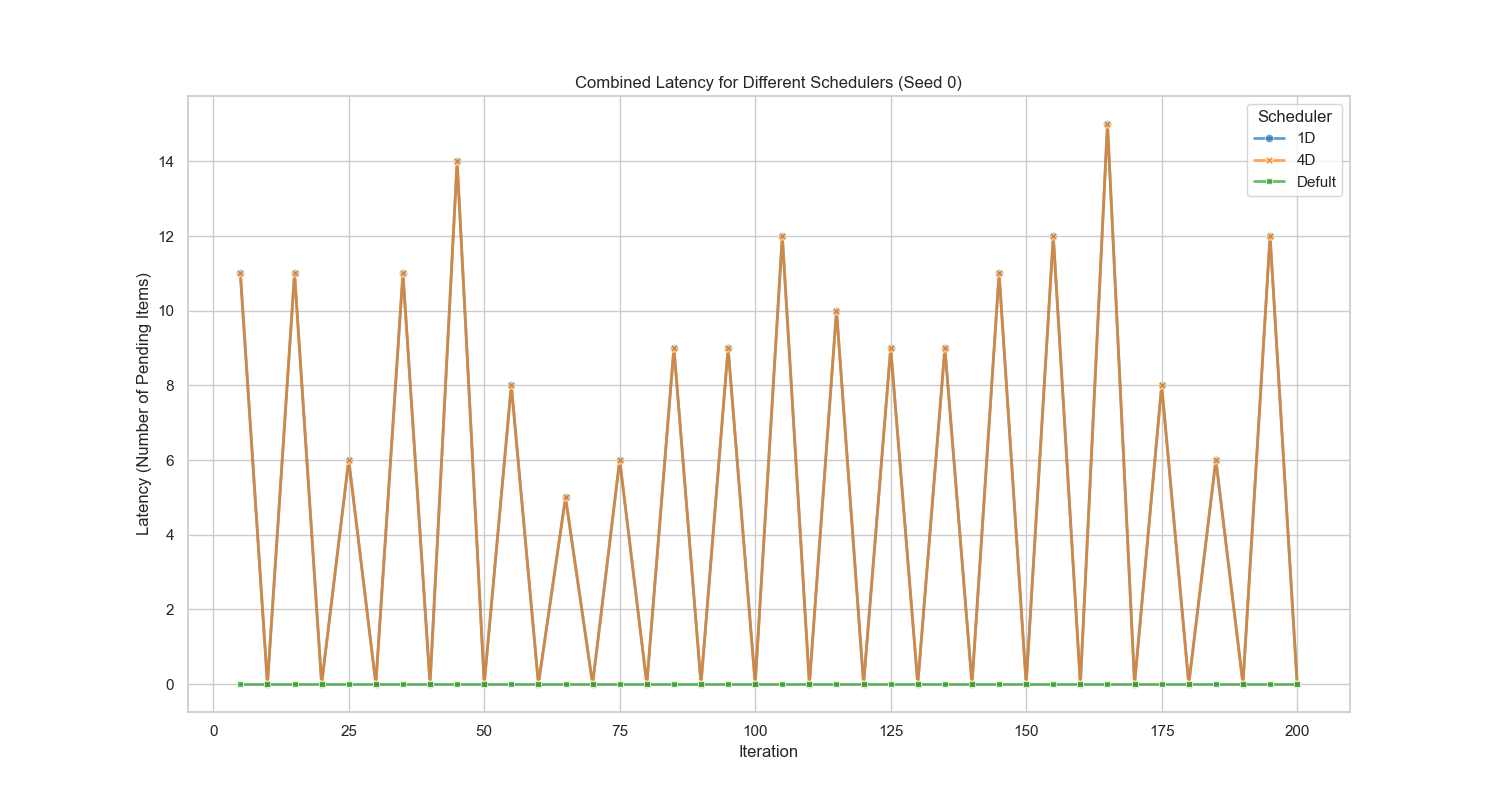 Combined Latency for Different Schedulers (Seed 0)
Scheduler
1D
4D
Defult
Latency (Number of Pending Items)
14
12
10
8
6
4
2
0
0 25 50 75 100 125 150 175 200
Iteration